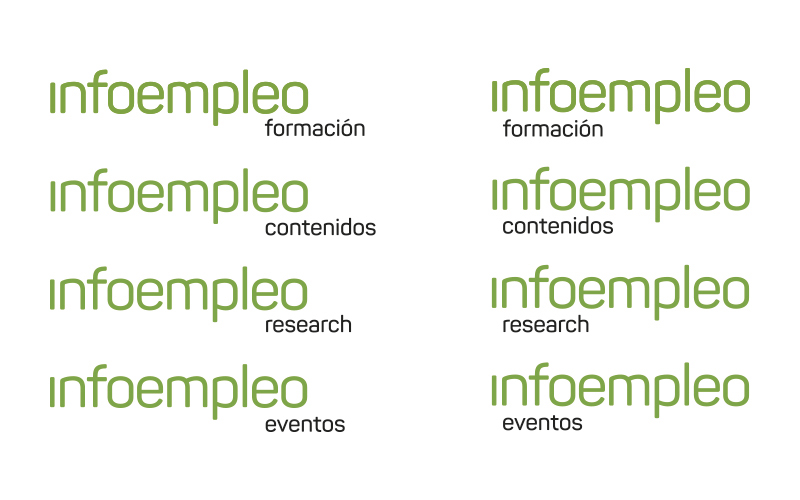 infoempleo
formación
infoempleo
contenidos
infoempleo
research
infoempleo
eventos
infoempleo
formación
infoempleo
contenidos
infoempleo
research
infoempleo
eventos